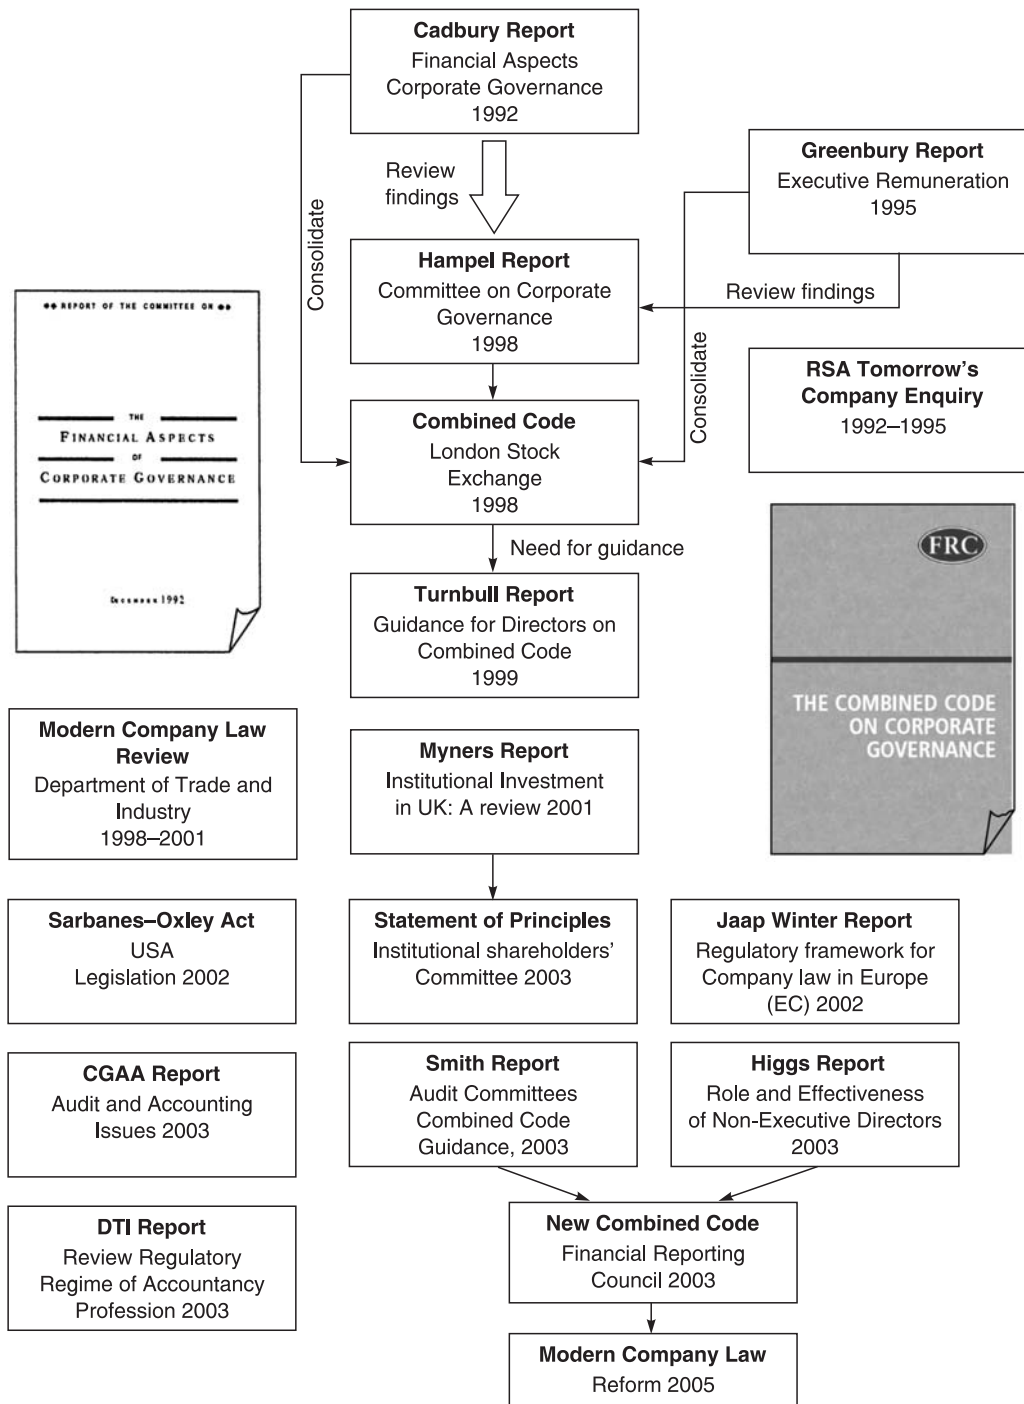 Cadbury Report
Financial Aspects
Corporate Governance
1992
Review
findings
Consolidate
Greenbury Report
Executive Remuneration
1995
Hampel Report
Committee on Corporate
Governance
1998
Review findings
Consolidate
REPORT OF THE COMMITTEE ON
THE
FINANCIAL ASPECTS
OF
CORPORATE GOVERNANCE
DECEMBER 1992
RSA Tomorrow's
Company Enquiry
1992–1995
Combined Code
London Stock
Exchange
1998
Need for guidance
FRC
THE COMBINED CODE
ON CORPORATE
GOVERNANCE
Turnbull Report
Guidance for Directors on
Combined Code
1999
Modern Company Law
Review
Department of Trade and
Industry
1998–2001
Myners Report
Institutional Investment
in UK: A review 2001
Sarbanes–Oxley Act
USA
Legislation 2002
Statement of Principles
Institutional shareholders'
Committee 2003
Jaap Winter Report
Regulatory framework for
Company law in Europe
(EC) 2002
CGAA Report
Audit and Accounting
Issues 2003
Smith Report
Audit Committees
Combined Code
Guidance, 2003
Higgs Report
Role and Effectiveness
of Non-Executive Directors
2003
DTI Report
Review Regulatory
Regime of Accountancy
Profession 2003
New Combined Code
Financial Reporting
Council 2003
Modern Company Law
Reform 2005